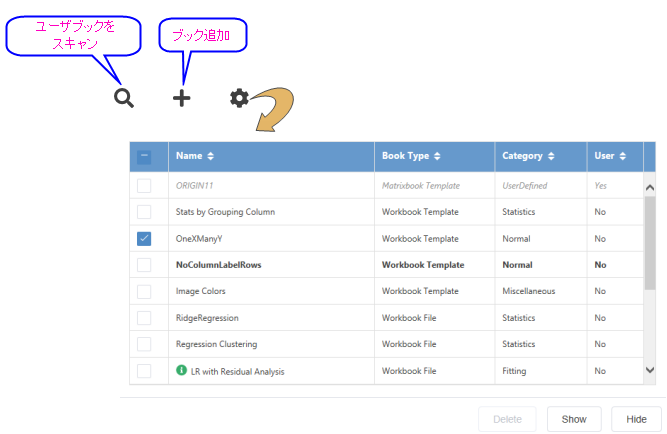 ユーザブックを
スキャン
ブック追加
Name Book Type Category User
ORIGIN11 Matrixbook Template UserDefined Yes
Stats by Grouping Column Workbook Template Statistics No
OneXManyY Workbook Template Normal No
NoColumnLabelRows Workbook Template Normal No
Image Colors Workbook Template Miscellaneous No
RidgeRegression Workbook File Statistics No
Regression Clustering Workbook File Statistics No
LR with Residual Analysis Workbook File Fitting No
Delete Show Hide